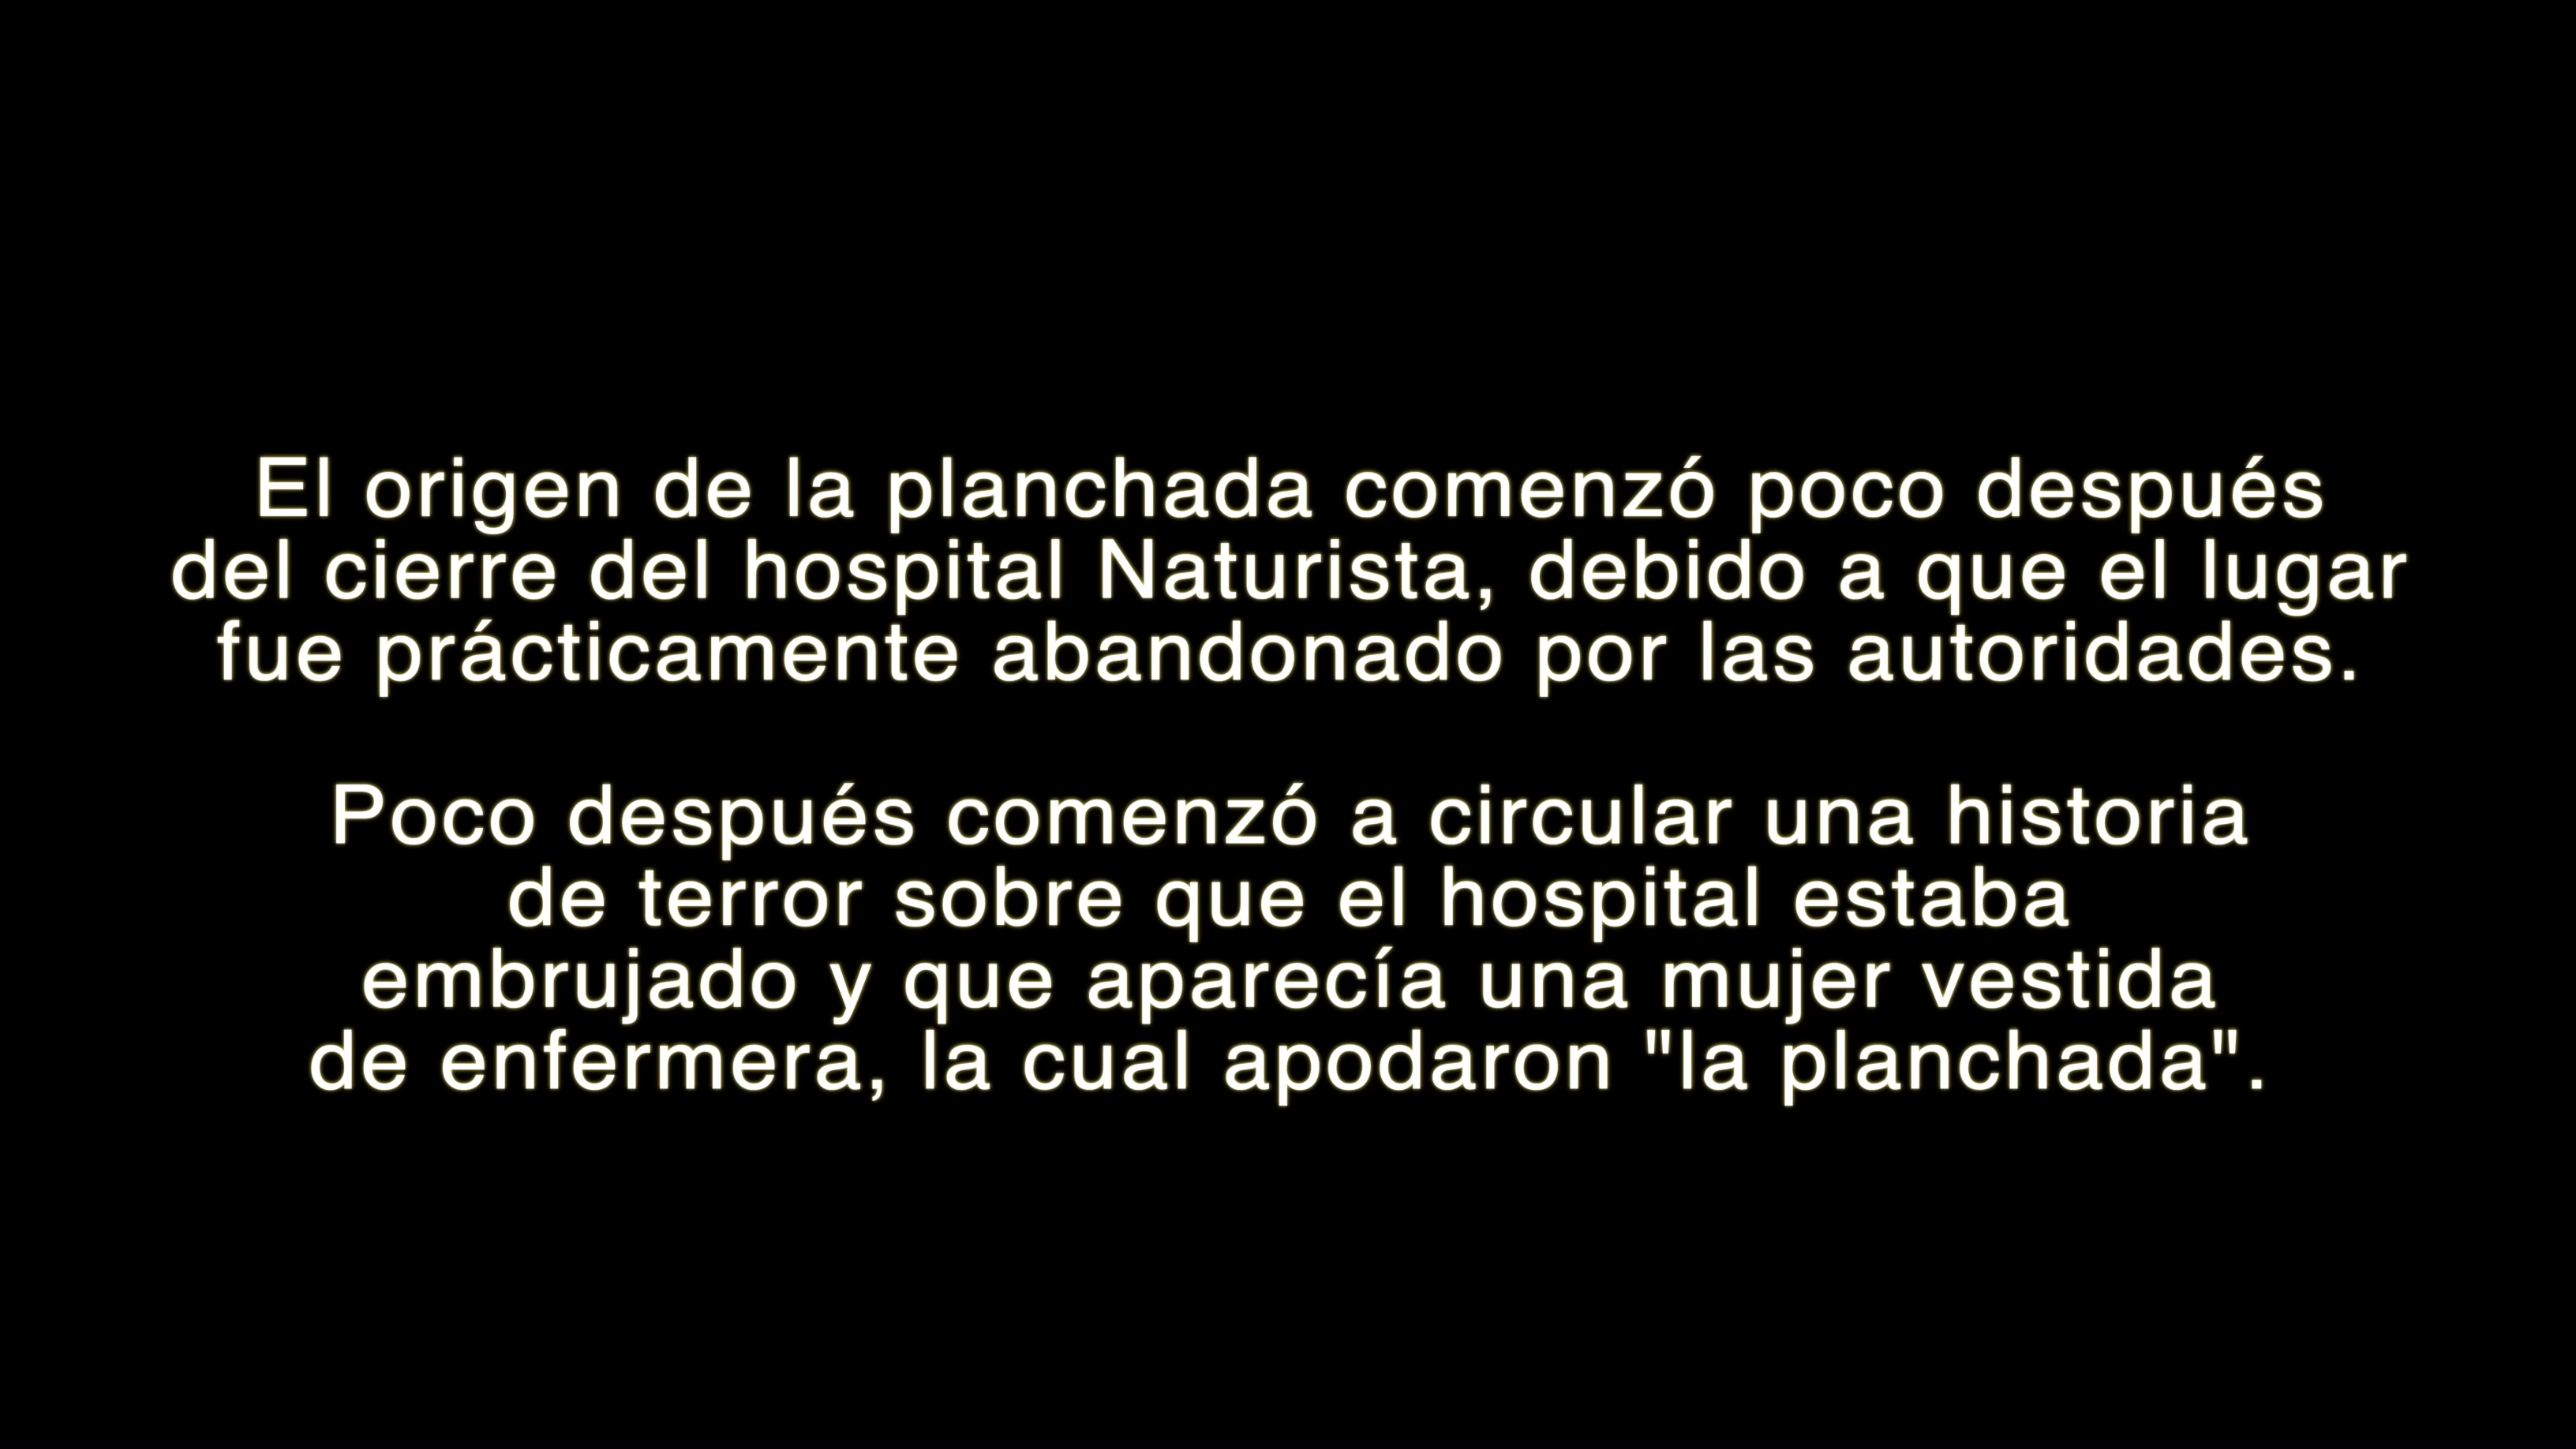 El origen de la planchada comenzó poco después
del cierre del hospital Naturista, debido a que el lugar
fue prácticamente abandonado por las autoridades.
Poco después comenzó a circular una historia
de terror sobre que el hospital estaba
embrujado y que aparecía una mujer vestida
de enfermera, la cual apodaron "la planchada".